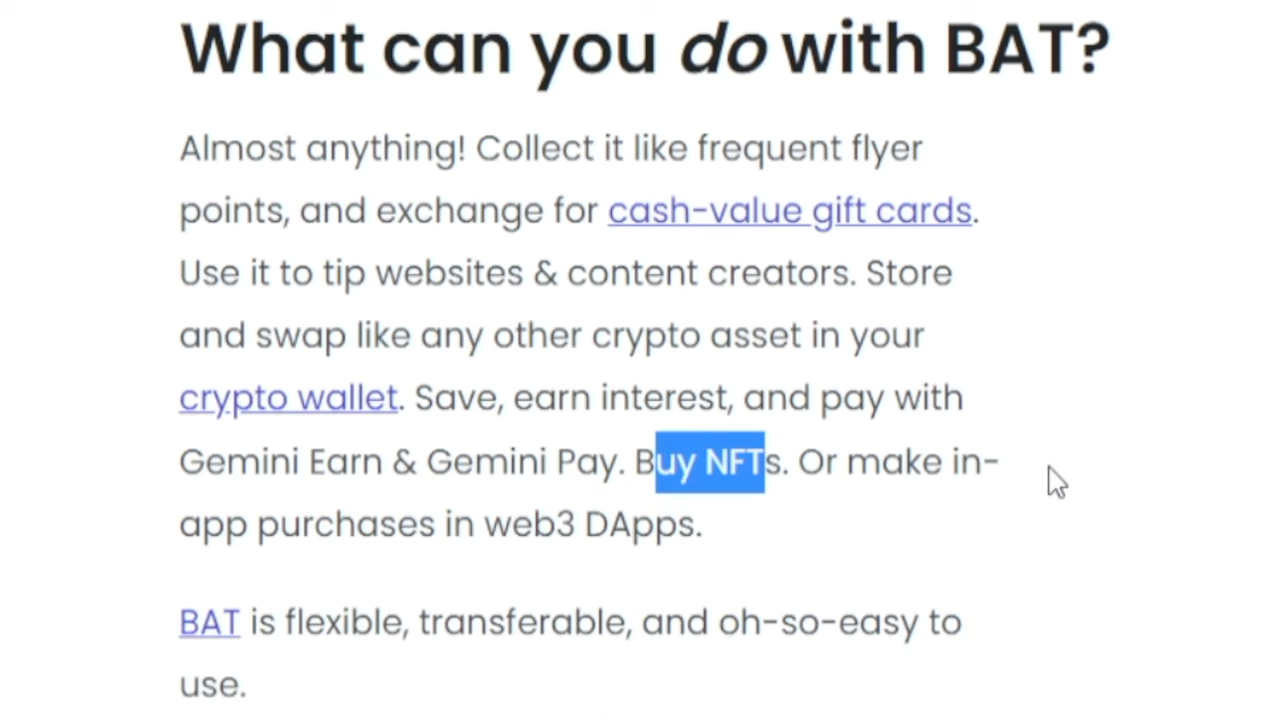 What can you do with BAT?
Almost anything! Collect it like frequent flyer
points, and exchange for cash-value gift cards.
Use it to tip websites & content creators. Store
and swap like any other crypto asset in your
crypto wallet. Save, earn interest, and pay with
Gemini Earn & Gemini Pay. Buy NFTs. Or make in-
app purchases in web3 DApps.
BAT is flexible, transferable, and oh-so-easy to
use.